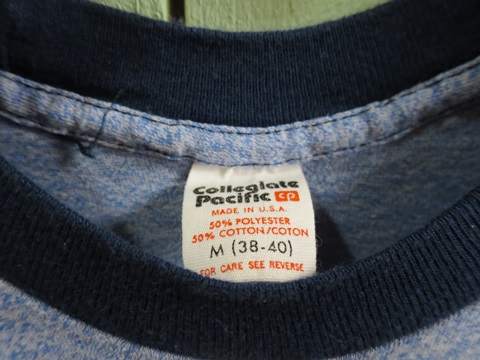 Collegiate
Pacific CP
MADE IN U.S.A.
50% POLYESTER
50% COTTON/COTON
M (38-40)
FOR CARE SEE REVERSE